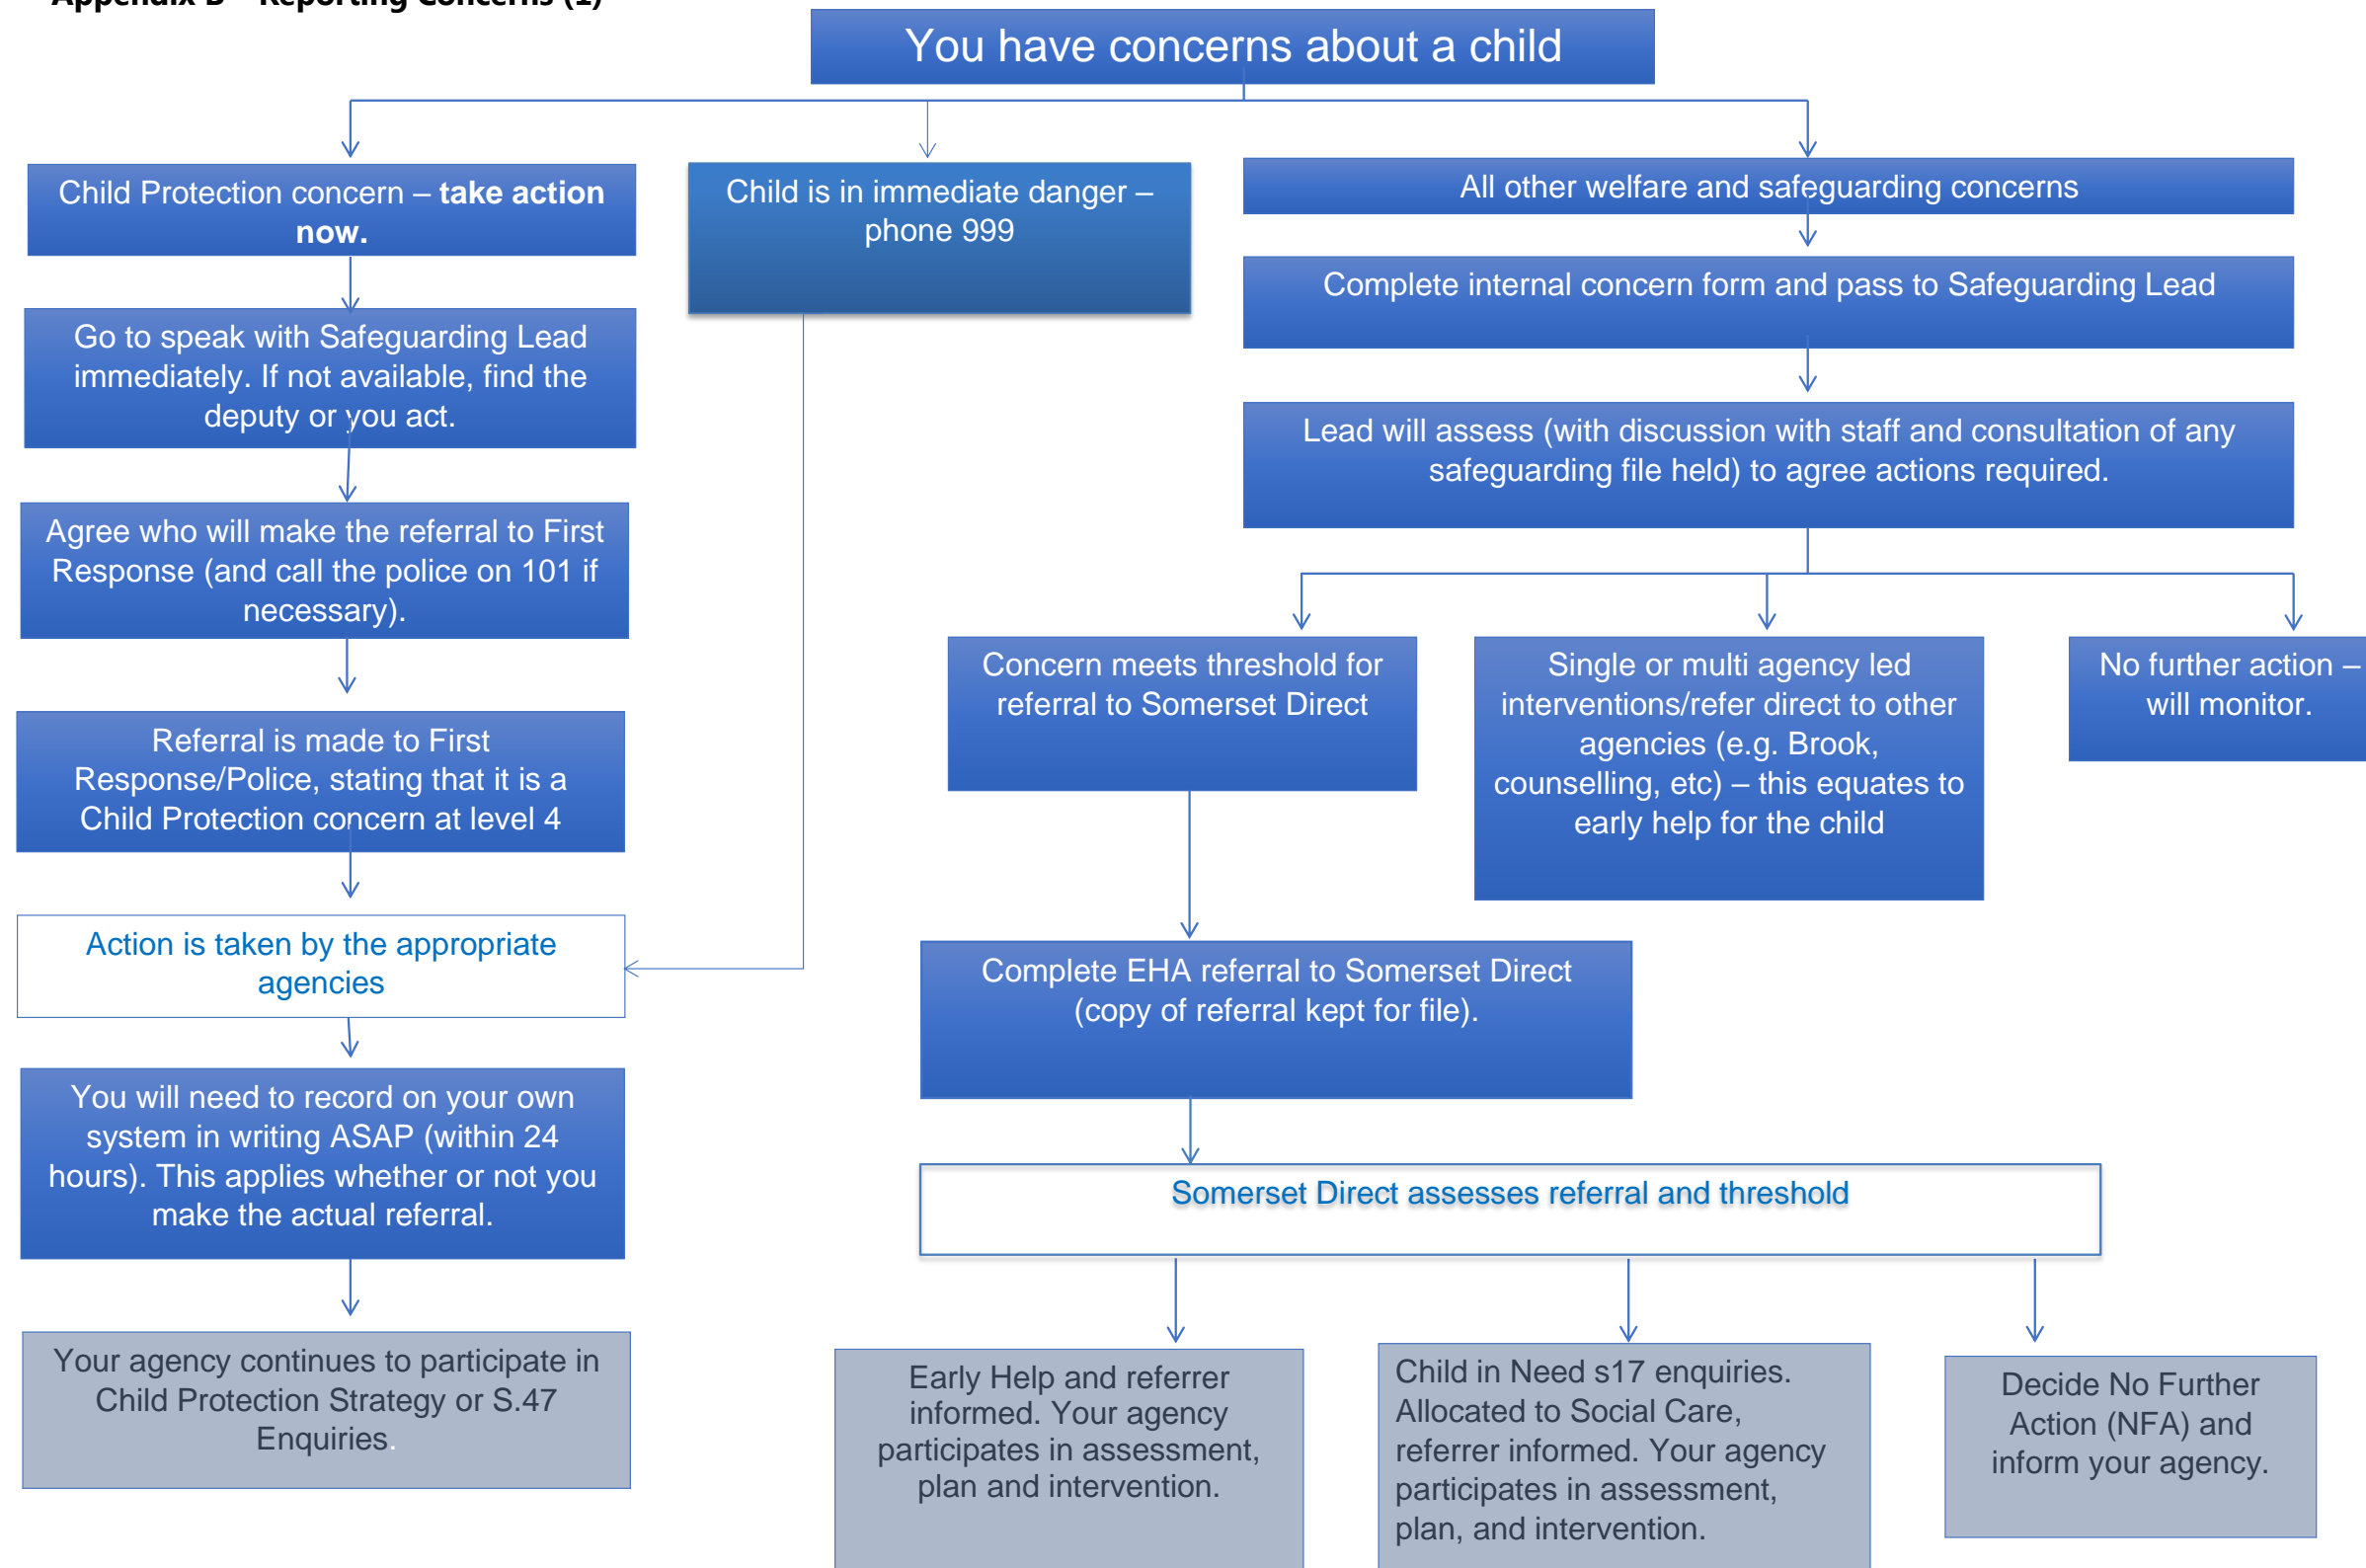 Appendix B – Reporting Concerns (1)
You have concerns about a child
Child Protection concern – take action
now.
Go to speak with Safeguarding Lead
immediately. If not available, find the
deputy or you act.
Agree who will make the referral to First
Response (and call the police on 101 if
necessary).
Referral is made to First
Response/Police, stating that it is a
Child Protection concern at level 4
Action is taken by the appropriate
agencies
You will need to record on your own
system in writing ASAP (within 24
hours). This applies whether or not you
make the actual referral.
Your agency continues to participate in
Child Protection Strategy or S.47
Enquiries.
Child is in immediate danger –
phone 999
All other welfare and safeguarding concerns
Complete internal concern form and pass to Safeguarding Lead
Lead will assess (with discussion with staff and consultation of any
safeguarding file held) to agree actions required.
Concern meets threshold for
referral to Somerset Direct
Single or multi agency led
interventions/refer direct to other
agencies (e.g. Brook,
counselling, etc) – this equates to
early help for the child
No further action –
will monitor.
Complete EHA referral to Somerset Direct
(copy of referral kept for file).
Somerset Direct assesses referral and threshold
Early Help and referrer
informed. Your agency
participates in assessment,
plan and intervention.
Child in Need s17 enquiries.
Allocated to Social Care,
referrer informed. Your agency
participates in assessment,
plan, and intervention.
Decide No Further
Action (NFA) and
inform your agency.